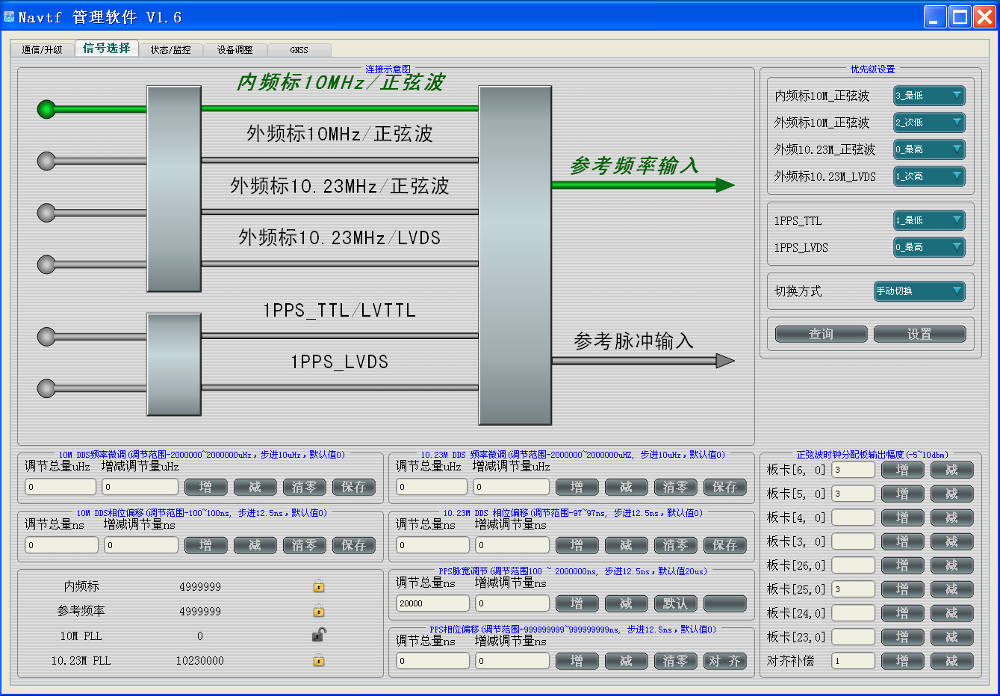 Navtf 管理软件 V1.6
通信/升级 信号选择 状态/监控 设备调整 GNSS
连接示意图
内频标10MHz/正弦波
外频标10MHz/正弦波
外频标10.23MHz/正弦波
外频标10.23MHz/LVDS
1PPS_TTL/LVTTL
1PPS_LVDS
参考频率输入
参考脉冲输入
优先级设置
内频标10M_正弦波 3_最低
外频标10M_正弦波 2_次低
外频10.23M_正弦波 0_最高
外频标10.23M_LVDS 1_次高
1PPS_TTL 1_最低
1PPS_LVDS 0_最高
切换方式 手动切换
查询 设置
10M DDS频率微调(调节范围-2000000~2000000uHz，步进10uHz，默认值0)
调节总量uHz 增减调节量uHz
0 0 增 减 清零 保存
10M DDS相位偏移(调节范围-100~100ns, 步进12.5ns，默认值0)
调节总量ns 增减调节量ns
0 0 增 减 清零 保存
内频标 4999999
参考频率 4999999
10M PLL 0
10.23M PLL 10230000
10.23M DDS 频率微调(调节范围-2000000~2000000uHZ, 步进10uHz，默认值0)
调节总量uHz 增减调节量uHz
0 0 增 减 清零 保存
10.23M DDS 相位偏移(调节范围-97~97ns, 步进12.5ns，默认值0)
调节总量ns 增减调节量ns
0 0 增 减 清零 保存
PPS脉宽调节(调节范围100 ~ 2000000ns, 步进12.5ns，默认值20us)
调节总量ns 增减调节量ns
20000 0 增 减 默认
PPS相位偏移(调节范围-999999999~999999999ns, 步进12.5ns，默认值0)
调节总量ns 增减调节量ns
0 0 增 减 清零 对 齐
正弦波时钟分配板输出幅度(-5~10dbm)
板卡[6, 0] 3 增 减
板卡[5, 0] 3 增 减
板卡[4, 0] 增 减
板卡[3, 0] 增 减
板卡[26,0] 增 减
板卡[25,0] 3 增 减
板卡[24,0] 增 减
板卡[23,0] 增 减
对齐补偿 1 增 减